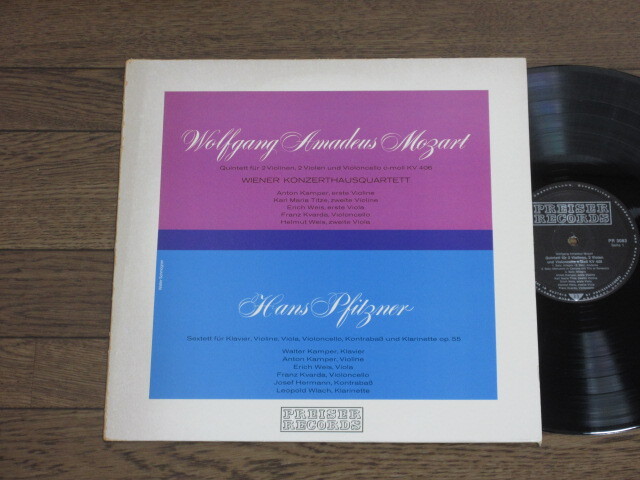 Wolfgang Amadeus Mozart
Quintett für 2 Violinen, 2 Violen und Violoncello c-moll KV 406
WIENER KONZERTHAUSQUARTETT
Anton Kamper, erste Violine
Karl Maria Titze, zweite Violine
Erich Weis, erste Viola
Franz Kvarda, Violoncello
Helmut Weis, zweite Viola
Hans Pfitzner
Sextett für Klavier, Violine, Viola, Violoncello, Kontrabaß und Klarinette op. 55
Walter Kamper, Klavier
Anton Kamper, Violine
Erich Weis, Viola
Franz Kvarda, Violoncello
Josef Hermann, Kontrabaß
Leopold Wlach, Klarinette
PREISER
RECORDS
PREISER
RECORDS
Seite 1